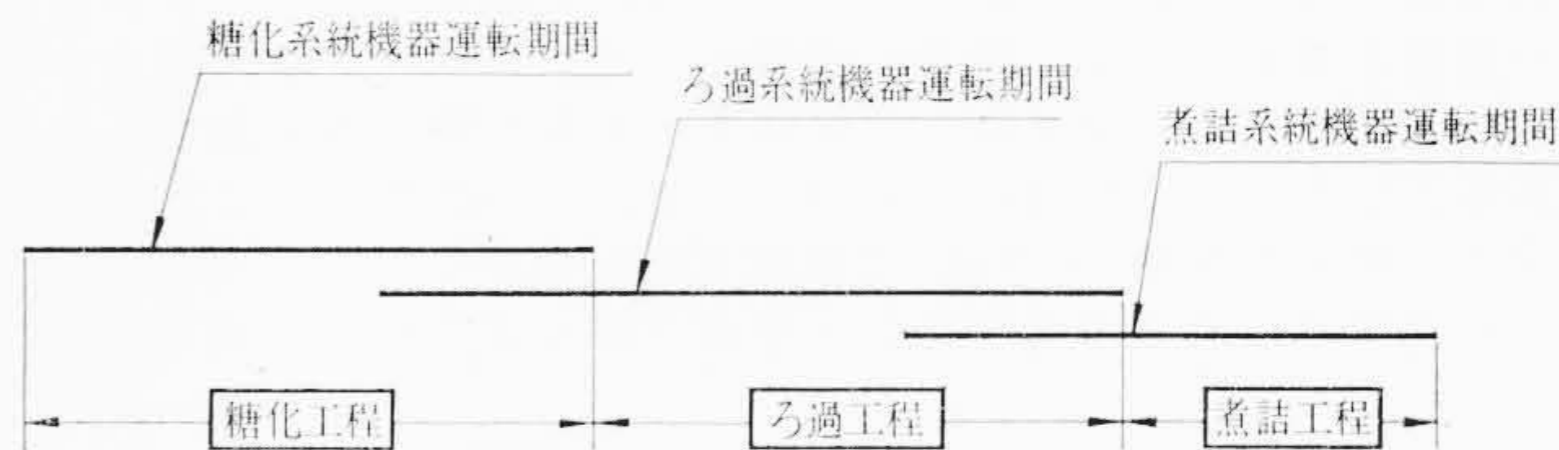 糖化系統機器運転期間
ろ過系統機器運転期間
煮詰系統機器運転期間
糖化工程
ろ過工程
煮詰工程